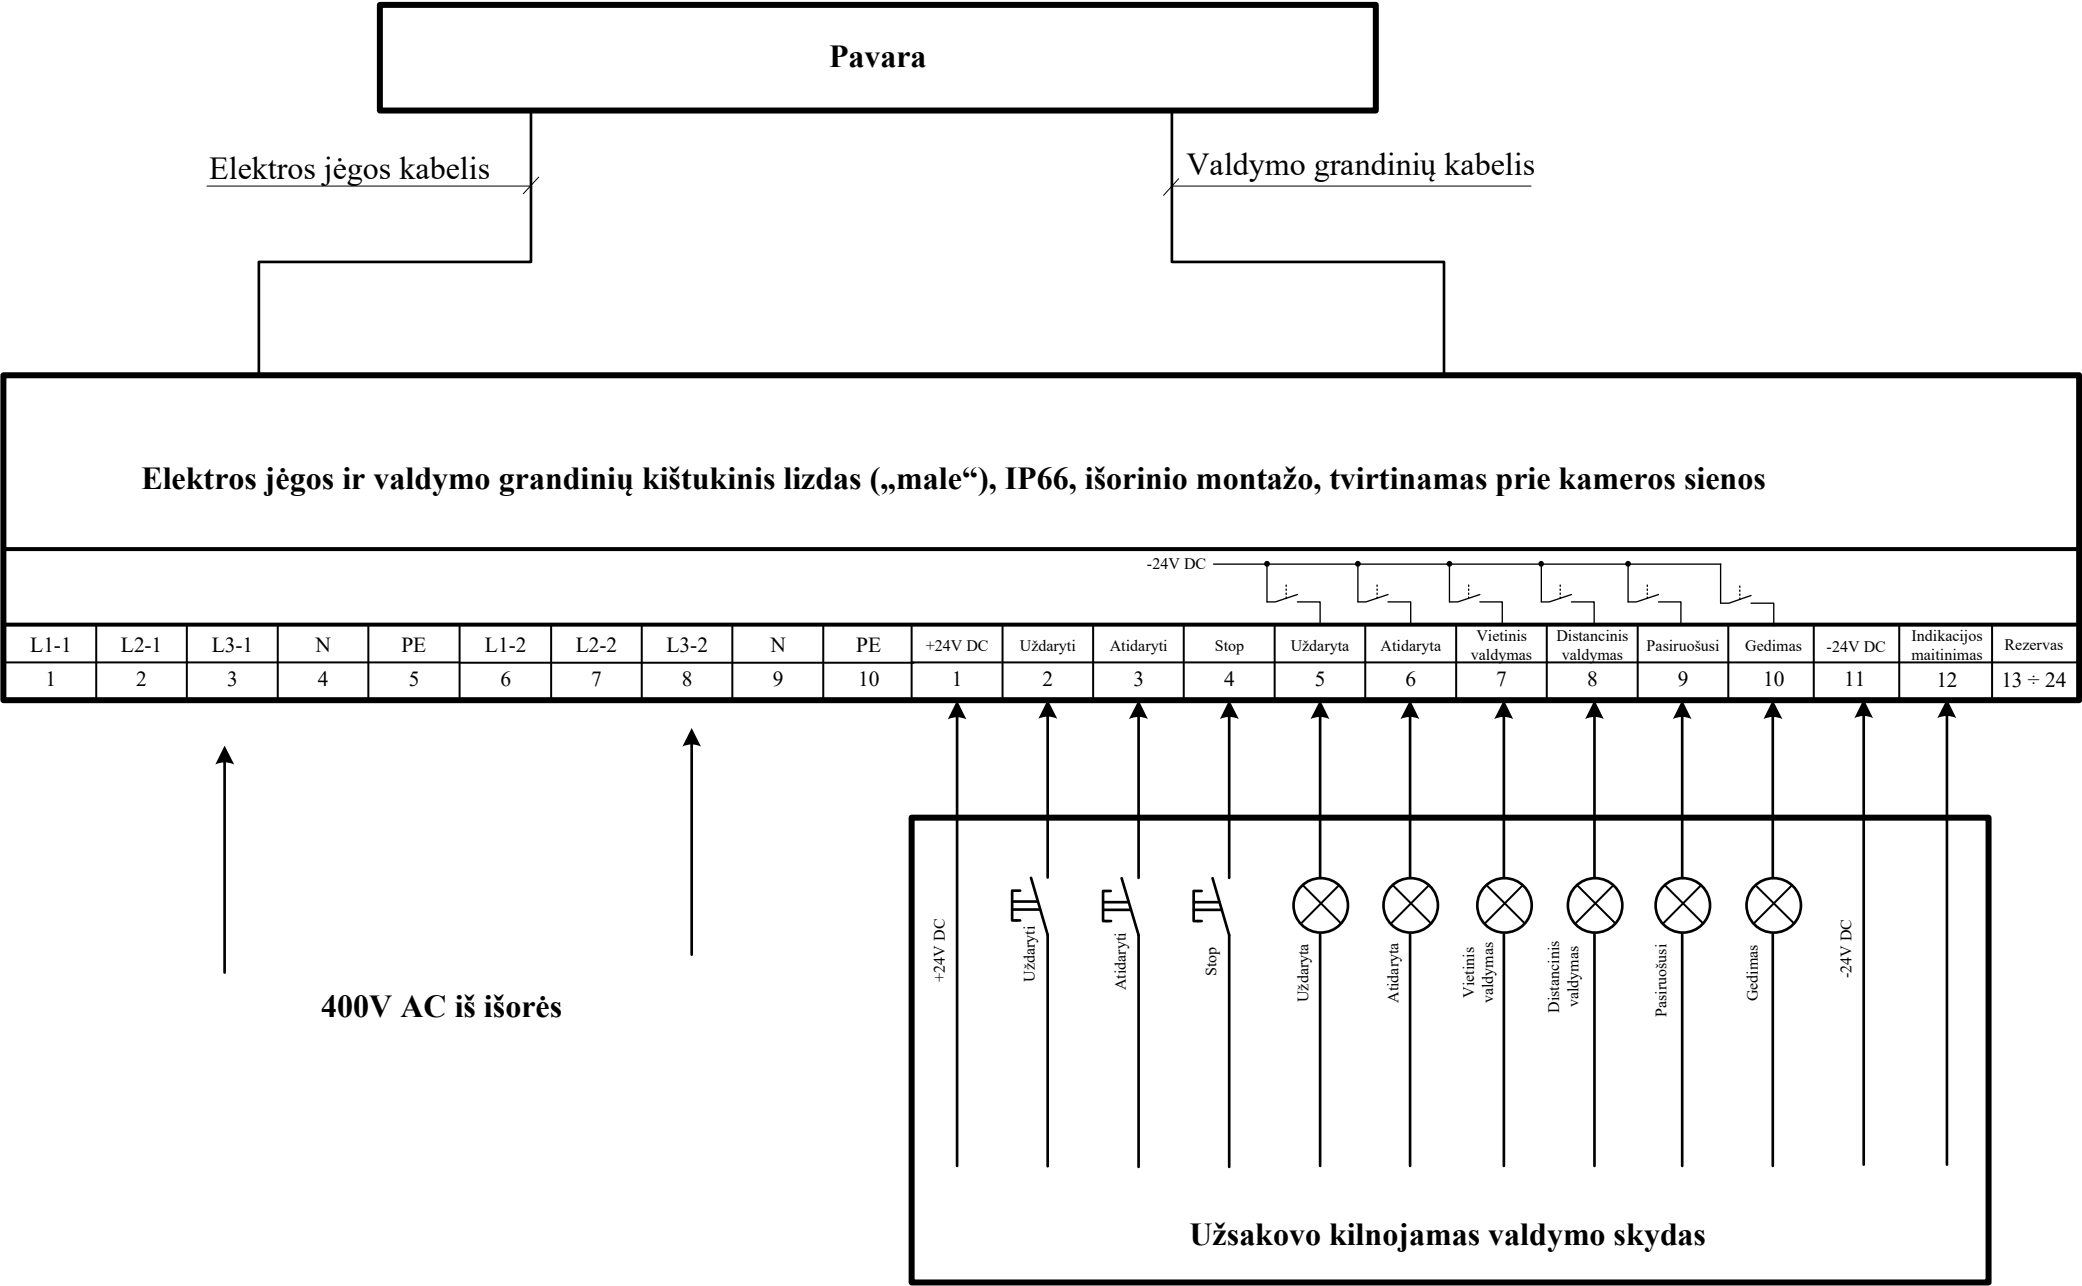 Pavara
Elektros jėgos kabelis
Valdymo grandinių kabelis
Elektros jėgos ir valdymo grandinių kištukinis lizdas („male“), IP66, išorinio montažo, tvirtinamas prie kameros sienos
-24V DC
L1-1 L2-1 L3-1 N PE L1-2 L2-2 L3-2 N PE +24V DC Uždaryti Atidaryti Stop Uždaryta Atidaryta Vietinis valdymas Distancinis valdymas Pasiruošusi Gedimas -24V DC Indikacijos maitinimas Rezervas
1 2 3 4 5 6 7 8 9 10 1 2 3 4 5 6 7 8 9 10 11 12 13 ÷ 24
400V AC iš išorės
+24V DC
Uždaryti
Atidaryti
Stop
Uždaryta
Atidaryta
Vietinis
valdymas
Distancinis
valdymas
Pasiruošusi
Gedimas
-24V DC
Užsakovo kilnojamas valdymo skydas